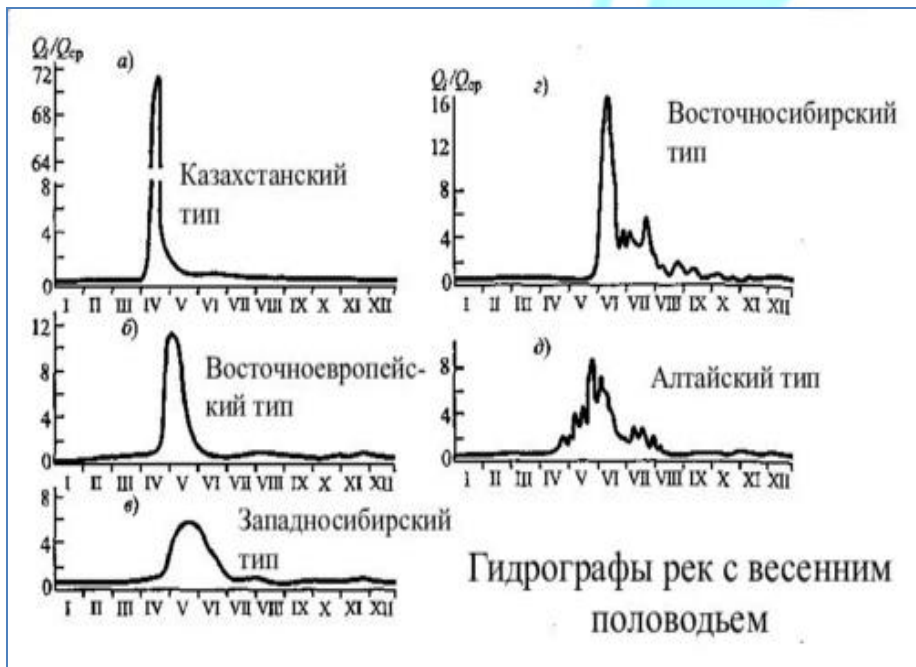 Qi/Qср
а)
72
68
64
8
4
0
Казахстанский
тип
I II III IV V VI VII VIII IX X XI XII
б)
12
8
4
0
Восточноевропейс-
кий тип
I II III IV V VI VII VIII IX X XI XII
в)
8
4
0
Западносибирский
тип
I II III IV V VI VII VIII IX X XI XII
Qi/Qср
г)
16
12
8
4
0
Восточносибирский
тип
I II III IV V VI VII VIII IX X XI XII
д)
8
4
0
Алтайский тип
I II III IV V VI VII VIII IX X XI XII
Гидрографы рек с весенним
половодьем